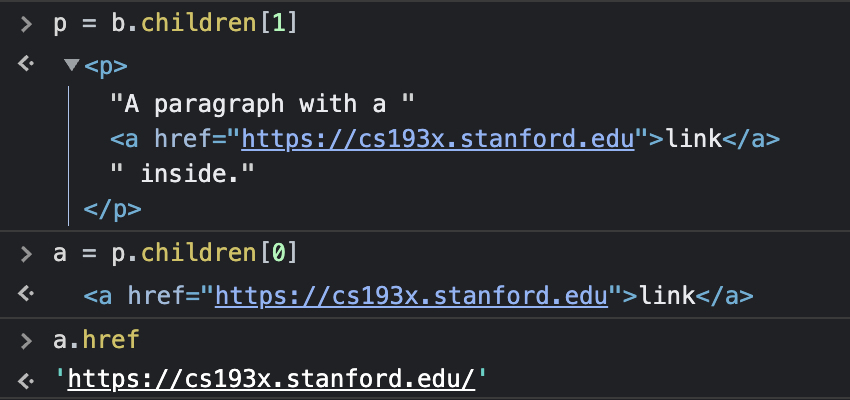 > p = b.children[1]
<· ▼<p>
"A paragraph with a "
<a href="https://cs193x.stanford.edu">link</a>
" inside."
</p>
> a = p.children[0]
<· <a href="https://cs193x.stanford.edu">link</a>
> a.href
<· 'https://cs193x.stanford.edu/'